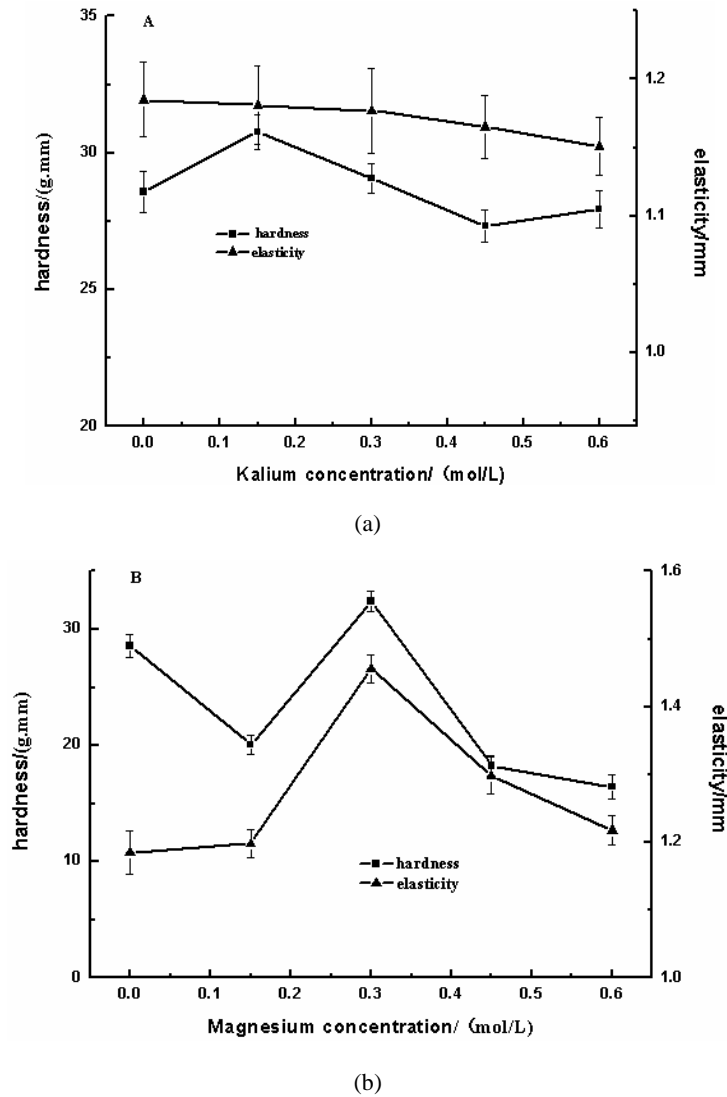 A
35
30
25
20
hardness/(g.mm)
1.2
1.1
1.0
elasticity/mm
hardness
elasticity
0.0 0.1 0.2 0.3 0.4 0.5 0.6
Kalium concentration/ (mol/L)
(a)
B
30
20
10
0
hardness/(g.mm)
1.6
1.4
1.2
1.0
elasticity/mm
hardness
elasticity
0.0 0.1 0.2 0.3 0.4 0.5 0.6
Magnesium concentration/ (mol/L)
(b)